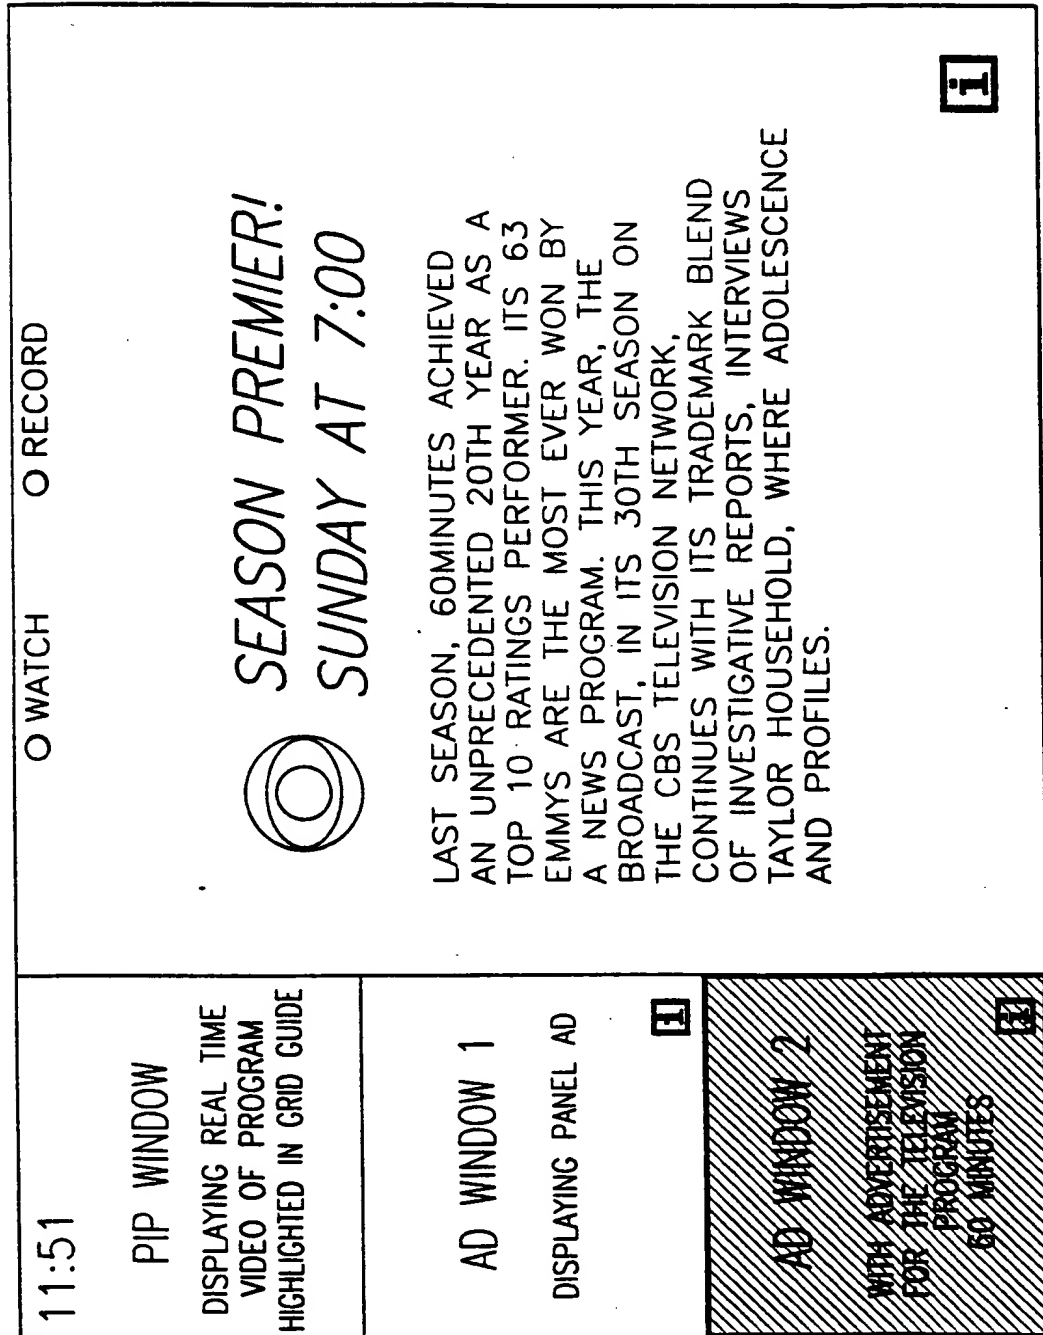 11:51
O WATCH
O RECORD
PIP WINDOW
DISPLAYING REAL TIME
VIDEO OF PROGRAM
HIGHLIGHTED IN GRID GUIDE
AD WINDOW 1
DISPLAYING PANEL AD
i
AD WINDOW 2
WITH ADVERTISEMENT
FOR THE TELEVISION
PROGRAM
60 MINUTES
i
SEASON PREMIER!
SUNDAY AT 7:00
LAST SEASON, 60MINUTES ACHIEVED
AN UNPRECEDENTED 20TH YEAR AS A
TOP 10 RATINGS PERFORMER. ITS 63
EMMYS ARE THE MOST EVER WON BY
A NEWS PROGRAM. THIS YEAR, THE
BROADCAST, IN ITS 30TH SEASON ON
THE CBS TELEVISION NETWORK,
CONTINUES WITH ITS TRADEMARK BLEND
OF INVESTIGATIVE REPORTS, INTERVIEWS
TAYLOR HOUSEHOLD, WHERE ADOLESCENCE
AND PROFILES.
i